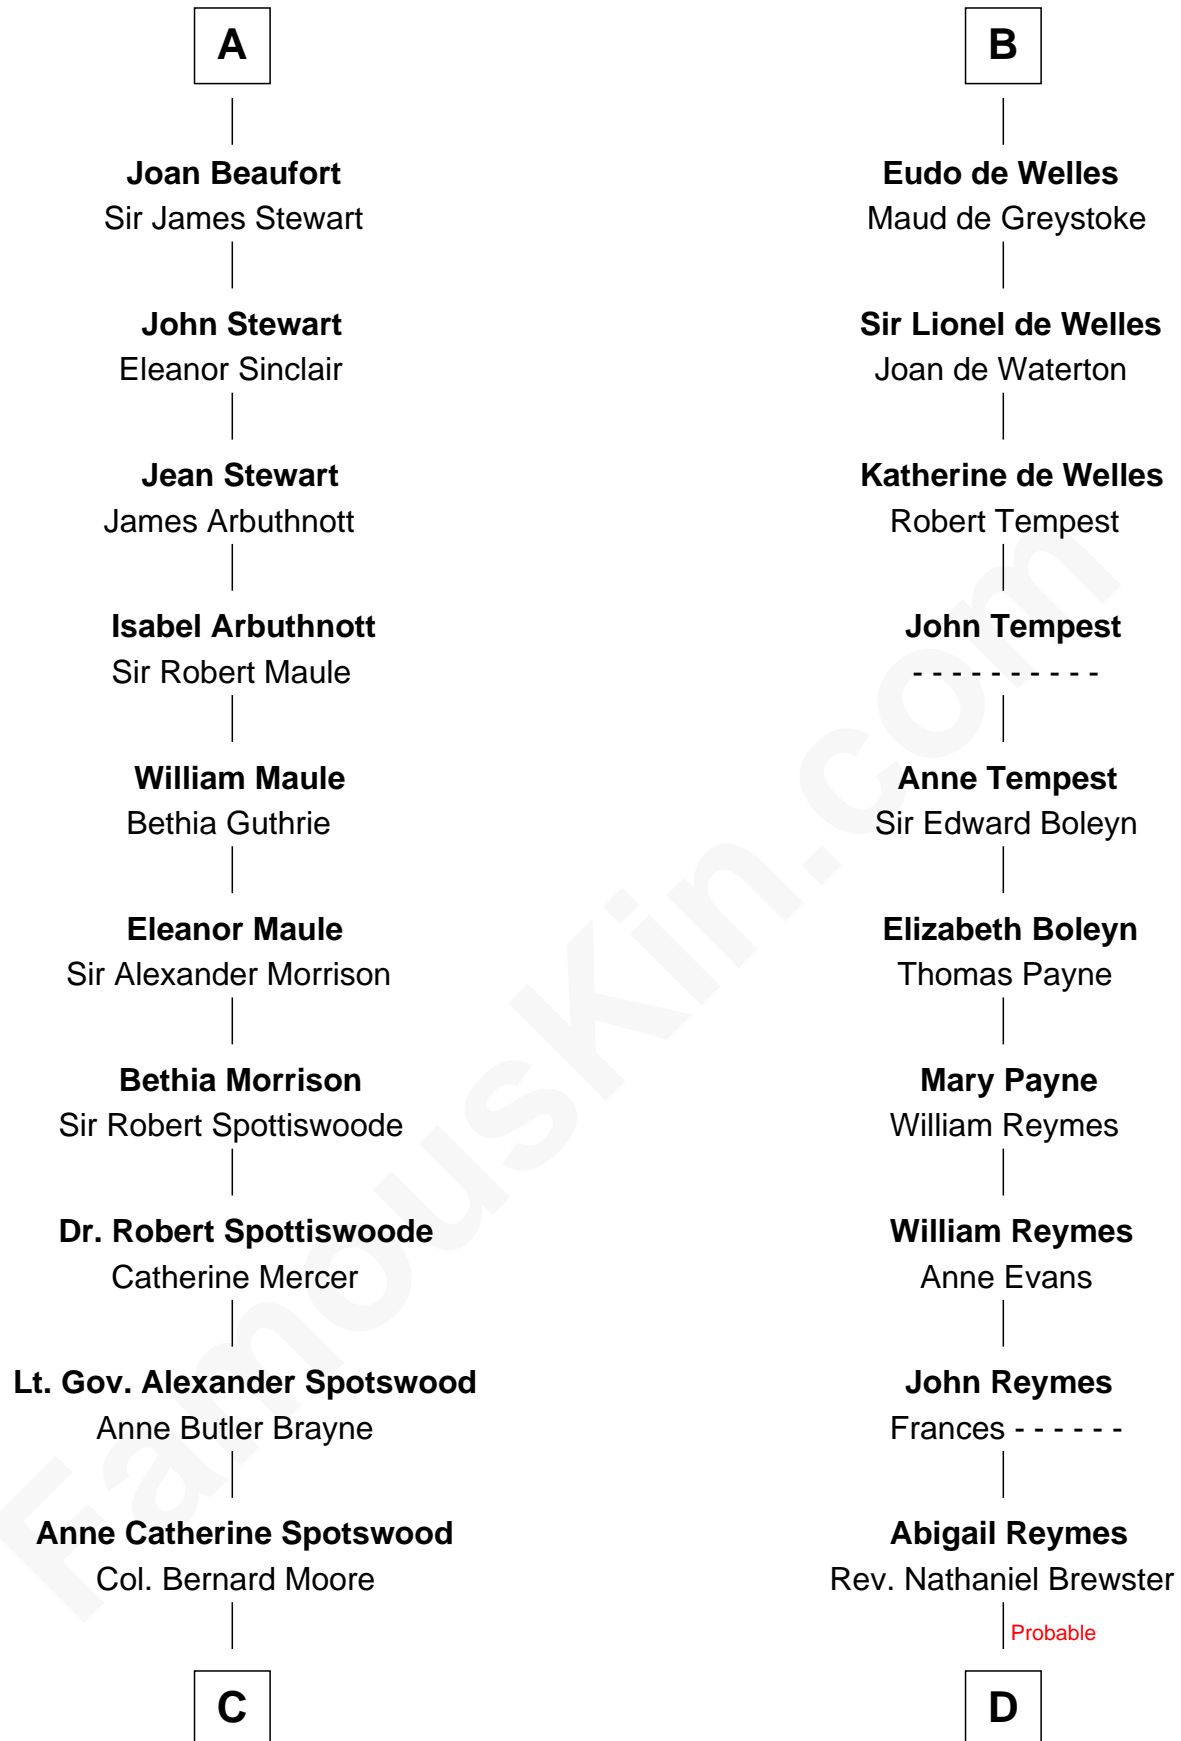 A
Joan Beaufort
Sir James Stewart
John Stewart
Eleanor Sinclair
Jean Stewart
James Arbuthnott
Isabel Arbuthnott
Sir Robert Maule
William Maule
Bethia Guthrie
Eleanor Maule
Sir Alexander Morrison
Bethia Morrison
Sir Robert Spottiswoode
Dr. Robert Spottiswoode
Catherine Mercer
Lt. Gov. Alexander Spotswood
Anne Butler Brayne
Anne Catherine Spotswood
Col. Bernard Moore
C
B
Eudo de Welles
Maud de Greystoke
Sir Lionel de Welles
Joan de Waterton
Katherine de Welles
Robert Tempest
John Tempest
- - - - - - - - - -
Anne Tempest
Sir Edward Boleyn
Elizabeth Boleyn
Thomas Payne
Mary Payne
William Reymes
William Reymes
Anne Evans
John Reymes
Frances - - - - - -
Abigail Reymes
Rev. Nathaniel Brewster
Probable
D
FamousKin.com